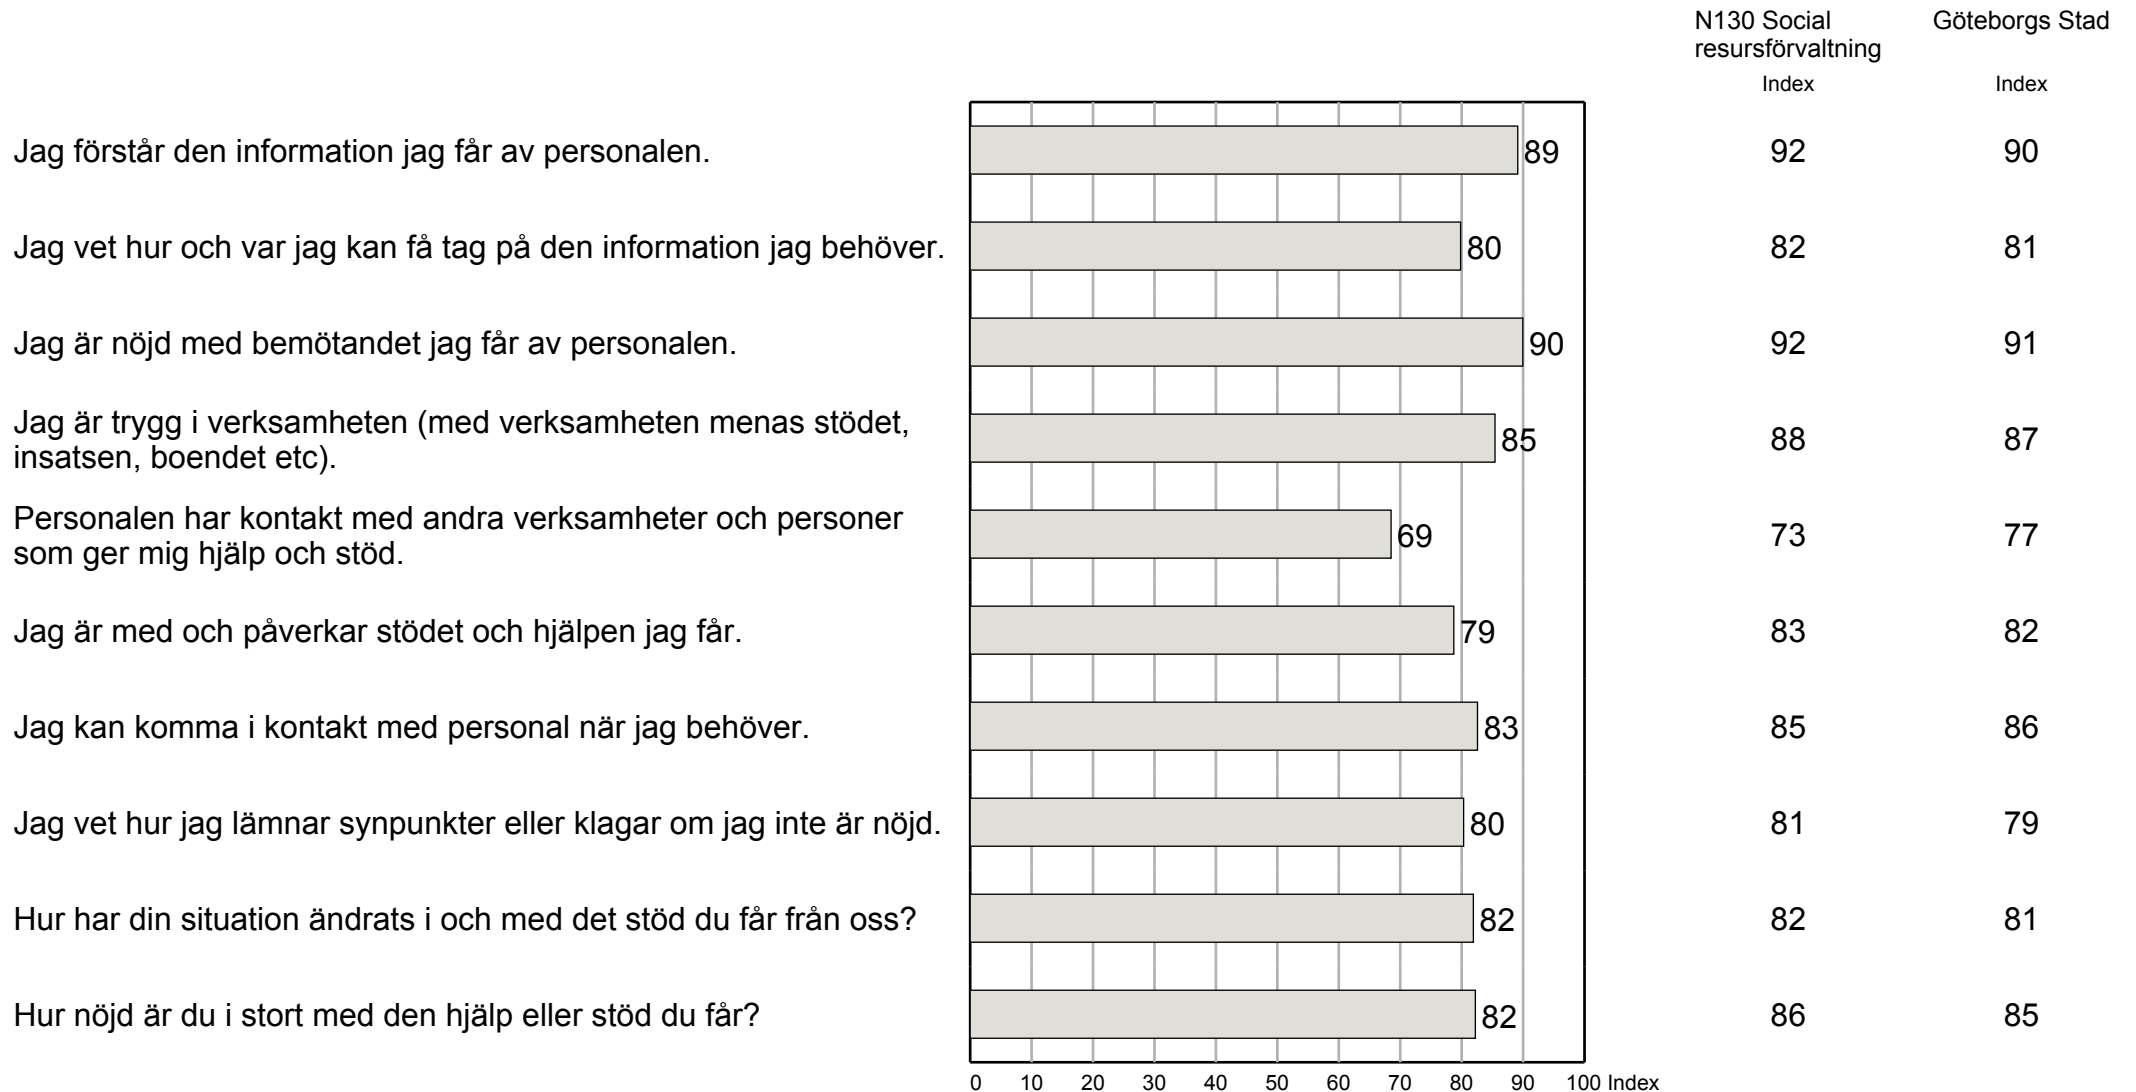 N130 Social Göteborgs Stad
resursförvaltning
Index Index
Jag förstår den information jag får av personalen. 89 92 90
Jag vet hur och var jag kan få tag på den information jag behöver. 80 82 81
Jag är nöjd med bemötandet jag får av personalen. 90 92 91
Jag är trygg i verksamheten (med verksamheten menas stödet,
insatsen, boendet etc). 85 88 87
Personalen har kontakt med andra verksamheter och personer
som ger mig hjälp och stöd. 69 73 77
Jag är med och påverkar stödet och hjälpen jag får. 79 83 82
Jag kan komma i kontakt med personal när jag behöver. 83 85 86
Jag vet hur jag lämnar synpunkter eller klagar om jag inte är nöjd. 80 81 79
Hur har din situation ändrats i och med det stöd du får från oss? 82 82 81
Hur nöjd är du i stort med den hjälp eller stöd du får? 82 86 85
0 10 20 30 40 50 60 70 80 90 100 Index